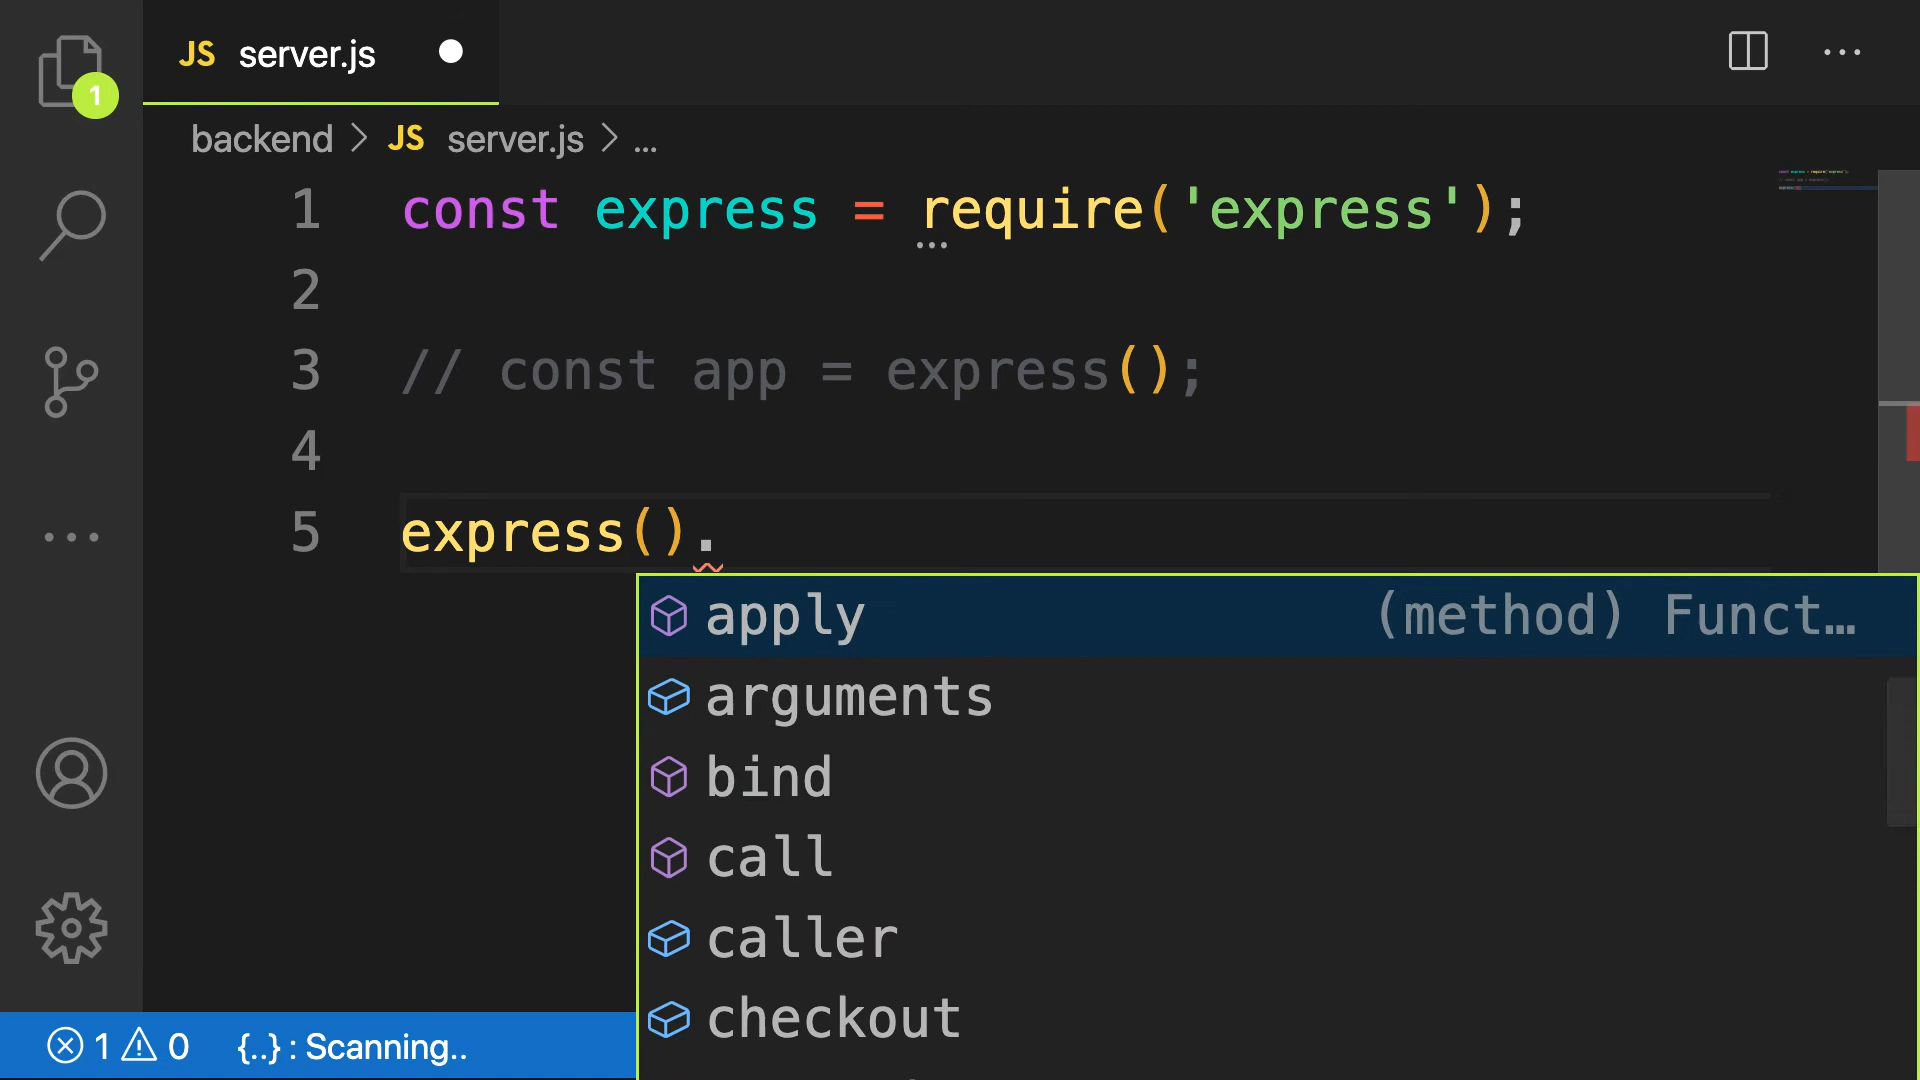 JS server.js
1
backend > JS server.js > ...
1 const express = require('express');
2
3 // const app = express();
4
5 express().
apply (method) Funct…
arguments
bind
call
caller
checkout
1 0 {..} : Scanning..